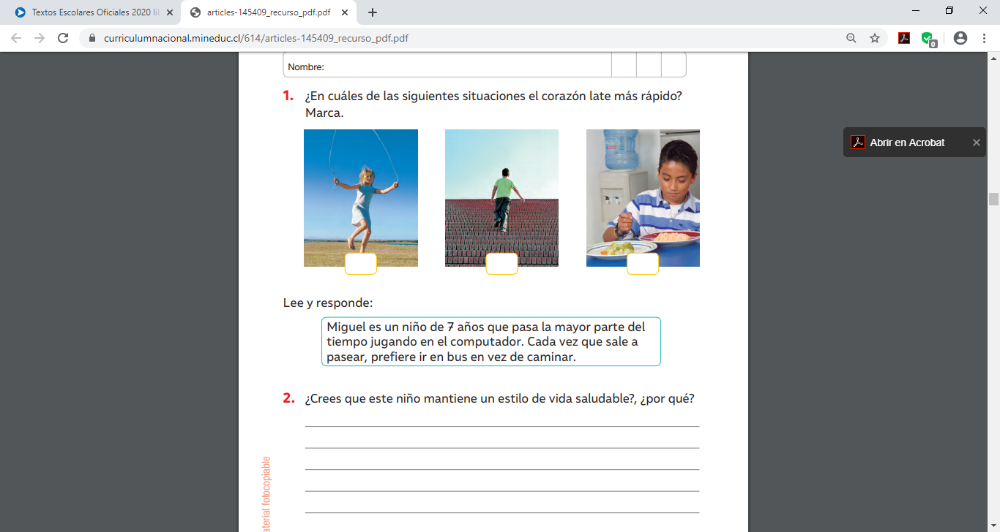 Textos Escolares Oficiales 2020 lib
articles-145409_recurso_pdf.pdf
curriculumnacional.mineduc.cl/614/articles-145409_recurso_pdf.pdf
0
Nombre:
1. ¿En cuáles de las siguientes situaciones el corazón late más rápido?
Marca.
Abrir en Acrobat
Lee y responde:
Miguel es un niño de 7 años que pasa la mayor parte del
tiempo jugando en el computador. Cada vez que sale a
pasear, prefiere ir en bus en vez de caminar.
2. ¿Crees que este niño mantiene un estilo de vida saludable?, ¿por qué?
aterial fotocopiable